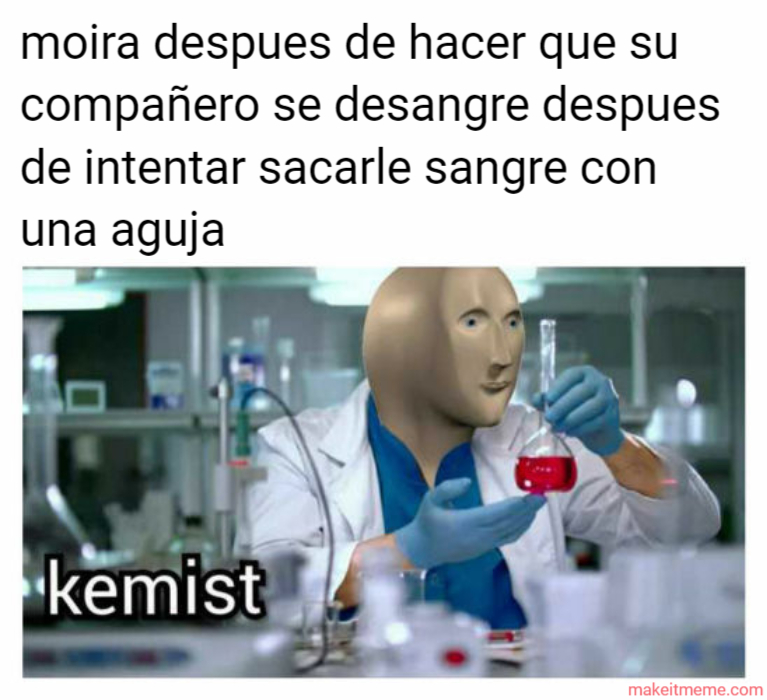 moira despues de hacer que su
compañero se desangre despues
de intentar sacarle sangre con
una aguja
kemist
makeitmeme.com